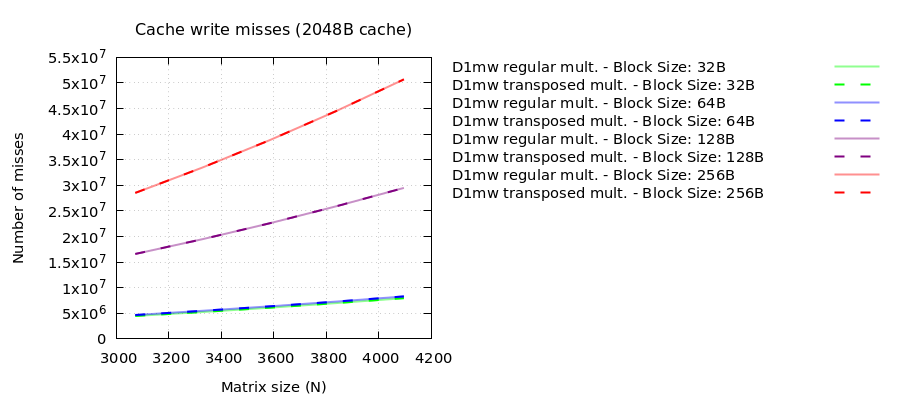 Cache write misses (2048B cache)
5.5x10^7
5x10^7
4.5x10^7
4x10^7
3.5x10^7
3x10^7
2.5x10^7
2x10^7
1.5x10^7
1x10^7
5x10^6
0
Number of misses
3000 3200 3400 3600 3800 4000 4200
Matrix size (N)
D1mw regular mult. - Block Size: 32B
D1mw transposed mult. - Block Size: 32B
D1mw regular mult. - Block Size: 64B
D1mw transposed mult. - Block Size: 64B
D1mw regular mult. - Block Size: 128B
D1mw transposed mult. - Block Size: 128B
D1mw regular mult. - Block Size: 256B
D1mw transposed mult. - Block Size: 256B